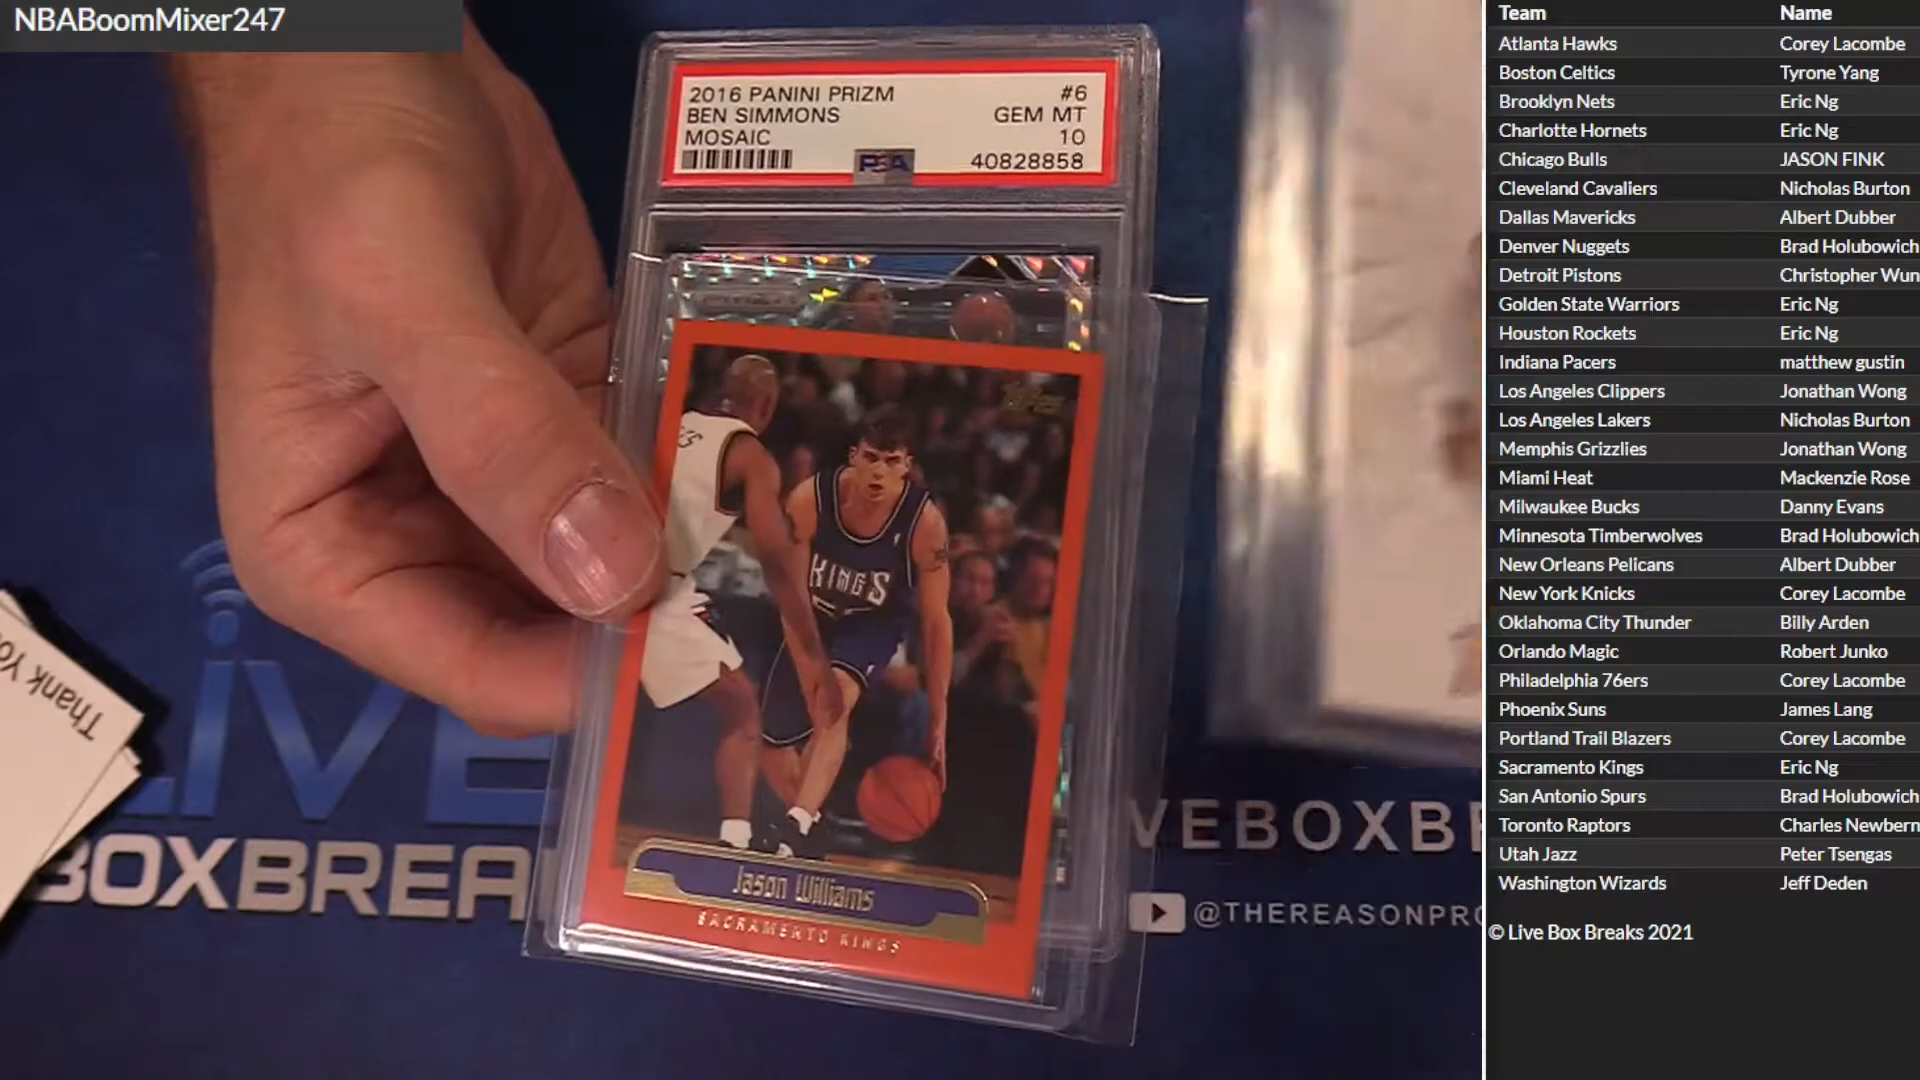 NBABoomMixer247
2016 PANINI PRIZM #6
BEN SIMMONS GEM MT
MOSAIC 10
PSA 40828858
Topps
KINGS
Jason Williams
SACRAMENTO KINGS
Thank Yo
LIVE
BOXBREA
VEBOXB
@THEREASONPRO
Team Name
Atlanta Hawks Corey Lacombe
Boston Celtics Tyrone Yang
Brooklyn Nets Eric Ng
Charlotte Hornets Eric Ng
Chicago Bulls JASON FINK
Cleveland Cavaliers Nicholas Burton
Dallas Mavericks Albert Dubber
Denver Nuggets Brad Holubowich
Detroit Pistons Christopher Wun
Golden State Warriors Eric Ng
Houston Rockets Eric Ng
Indiana Pacers matthew gustin
Los Angeles Clippers Jonathan Wong
Los Angeles Lakers Nicholas Burton
Memphis Grizzlies Jonathan Wong
Miami Heat Mackenzie Rose
Milwaukee Bucks Danny Evans
Minnesota Timberwolves Brad Holubowich
New Orleans Pelicans Albert Dubber
New York Knicks Corey Lacombe
Oklahoma City Thunder Billy Arden
Orlando Magic Robert Junko
Philadelphia 76ers Corey Lacombe
Phoenix Suns James Lang
Portland Trail Blazers Corey Lacombe
Sacramento Kings Eric Ng
San Antonio Spurs Brad Holubowich
Toronto Raptors Charles Newbern
Utah Jazz Peter Tsengas
Washington Wizards Jeff Deden
© Live Box Breaks 2021